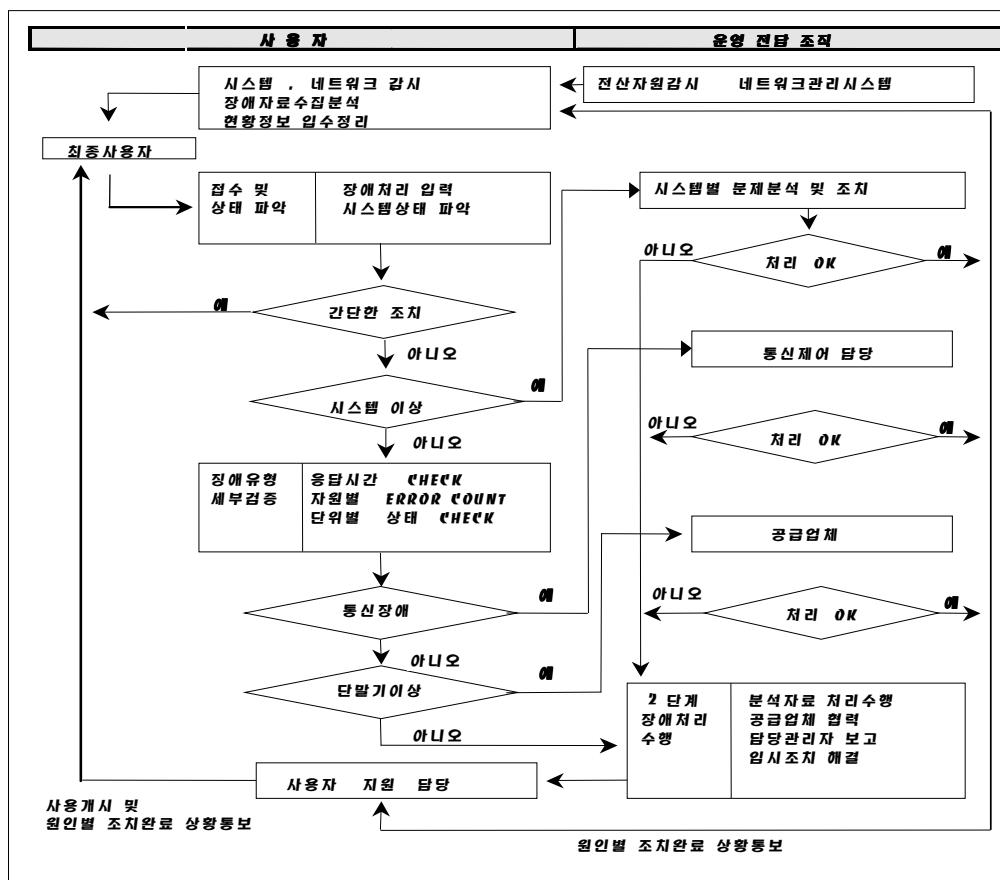 사 용 자
운영 전담 조직
시스템 , 네트워크 감시
장애자료수집분석
현황정보 입수정리
전산자원감시 네트워크관리시스템
최종사용자
접수 및
상태 파악
장애처리 입력
시스템상태 파악
시스템별 문제분석 및 조치
아니오
처리 OK
예
예
간단한 조치
아니오
통신제어 담당
예
시스템 이상
아니오
아니오
처리 OK
예
징애유형
세부검증
응답시간 CHECK
자원별 ERROR COUNT
단위별 상태 CHECK
공급업체
통신장애
예
아니오
처리 OK
예
아니오
예
단말기이상
아니오
2 단계
장애처리
수행
분석자료 처리수행
공급업체 협력
담당관리자 보고
임시조치 해결
사용자 지원 담당
사용개시 및
원인별 조치완료 상황통보
원인별 조치완료 상황통보